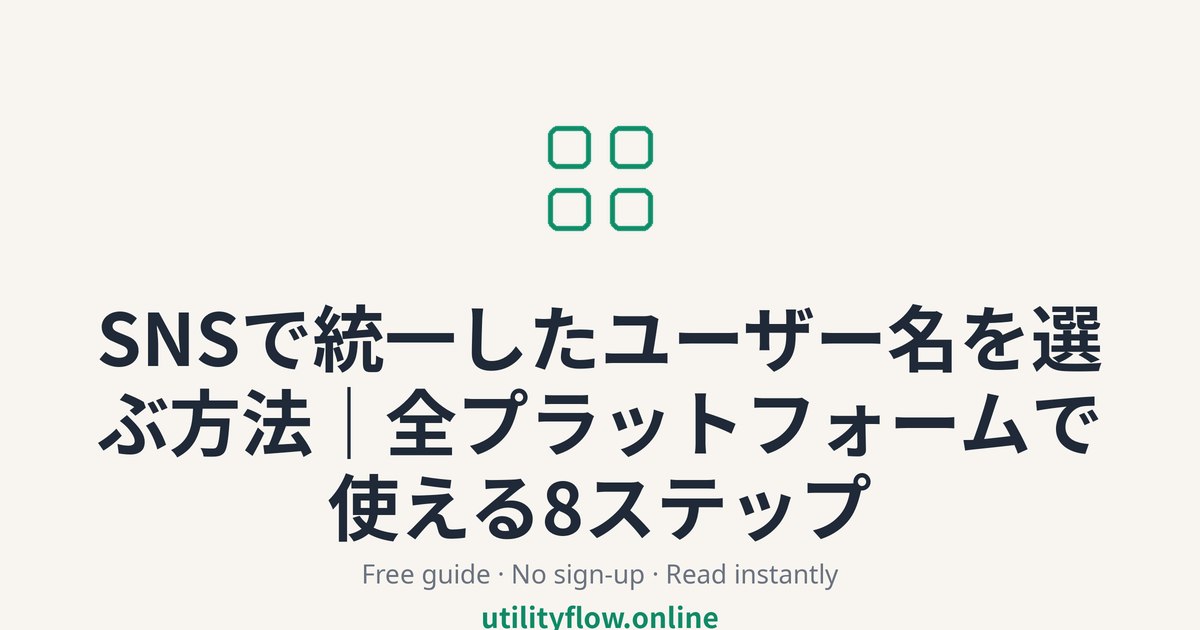 SNSで統一したユーザー名を選
ぶ方法｜全プラットフォームで
使える8ステップ
Free guide · No sign-up · Read instantly
utilityflow.online